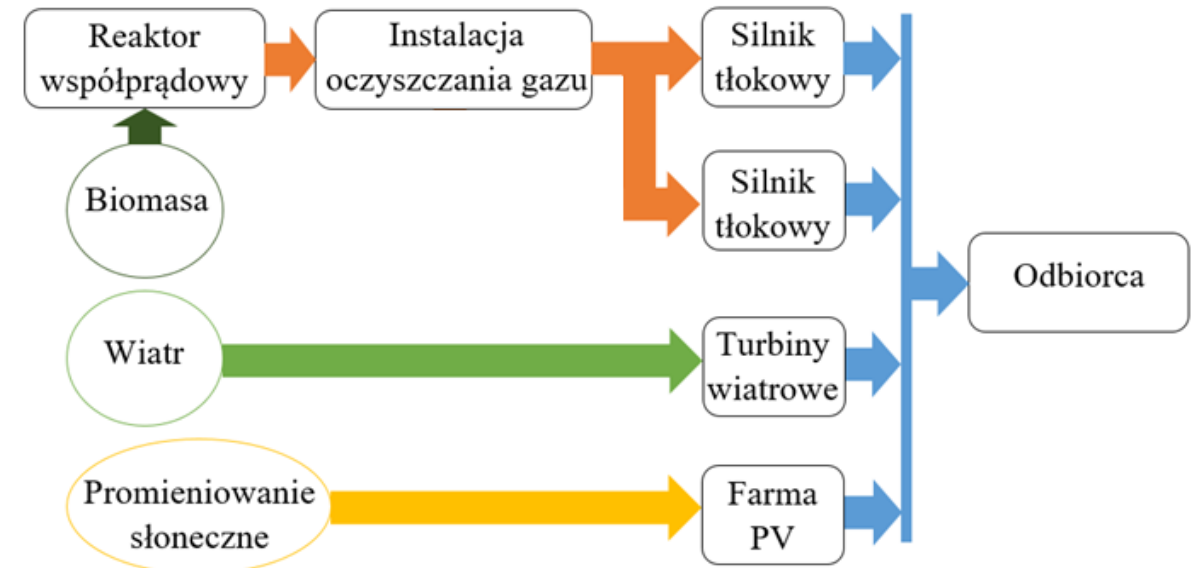 Reaktor
współprądowy
Instalacja
oczyszczania gazu
Silnik
tłokowy
Biomasa
Silnik
tłokowy
Odbiorca
Wiatr
Turbiny
wiatrowe
Promieniowanie
słoneczne
Farma
PV